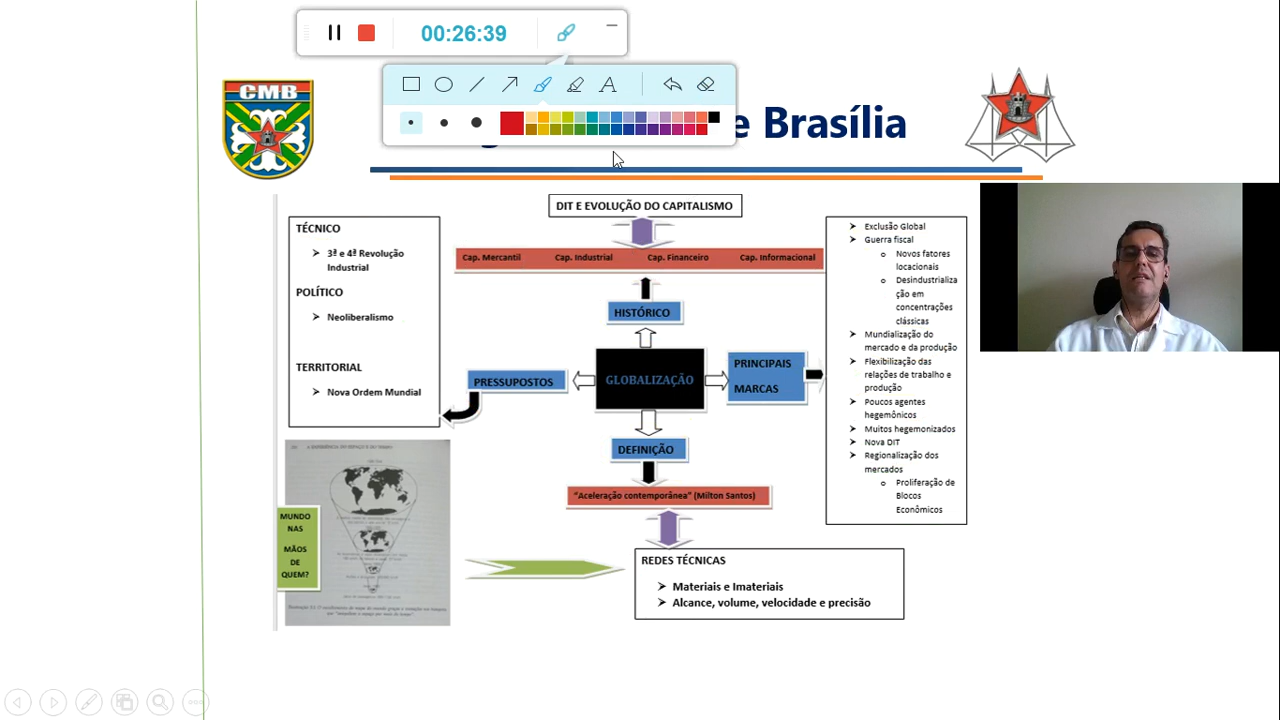 00:26:39
A
CMB
e Brasília
DIT E EVOLUÇÃO DO CAPITALISMO
Cap. Mercantil Cap. Industrial Cap. Financeiro Cap. Informacional
HISTÓRICO
TÉCNICO
3ª e 4ª Revolução
Industrial
POLÍTICO
Neoliberalismo
TERRITORIAL
Nova Ordem Mundial
PRESSUPOSTOS
GLOBALIZAÇÃO
PRINCIPAIS
MARCAS
Exclusão Global
Guerra fiscal
Novos fatores
locacionais
Desindustrializa
ção em
concentrações
clássicas
Mundialização do
mercado e da produção
Flexibilização das
relações de trabalho e
produção
Poucos agentes
hegemônicos
Muitos hegemonizados
Nova DIT
Regionalização dos
mercados
Proliferação de
Blocos
Econômicos
DEFINIÇÃO
"Aceleração contemporânea" (Milton Santos)
MUNDO
NAS
MÃOS
DE
QUEM?
REDES TÉCNICAS
Materiais e Imateriais
Alcance, volume, velocidade e precisão